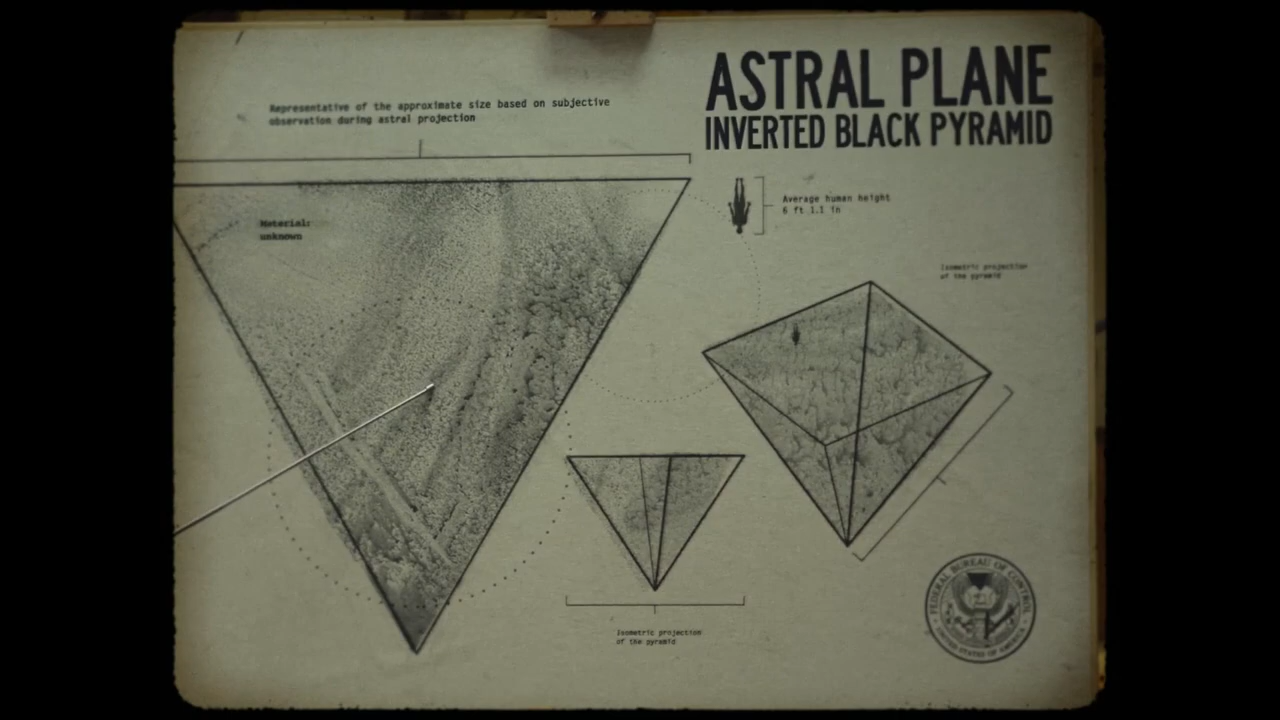 ASTRAL PLANE
INVERTED BLACK PYRAMID
Representative of the approximate size based on subjective
observation during astral projection
Material:
unknown
Average human height
6 ft 1.1 in
Isometric projection
of the pyramid
Isometric projection
of the pyramid
FEDERAL BUREAU OF CONTROL
UNITED STATES OF AMERICA